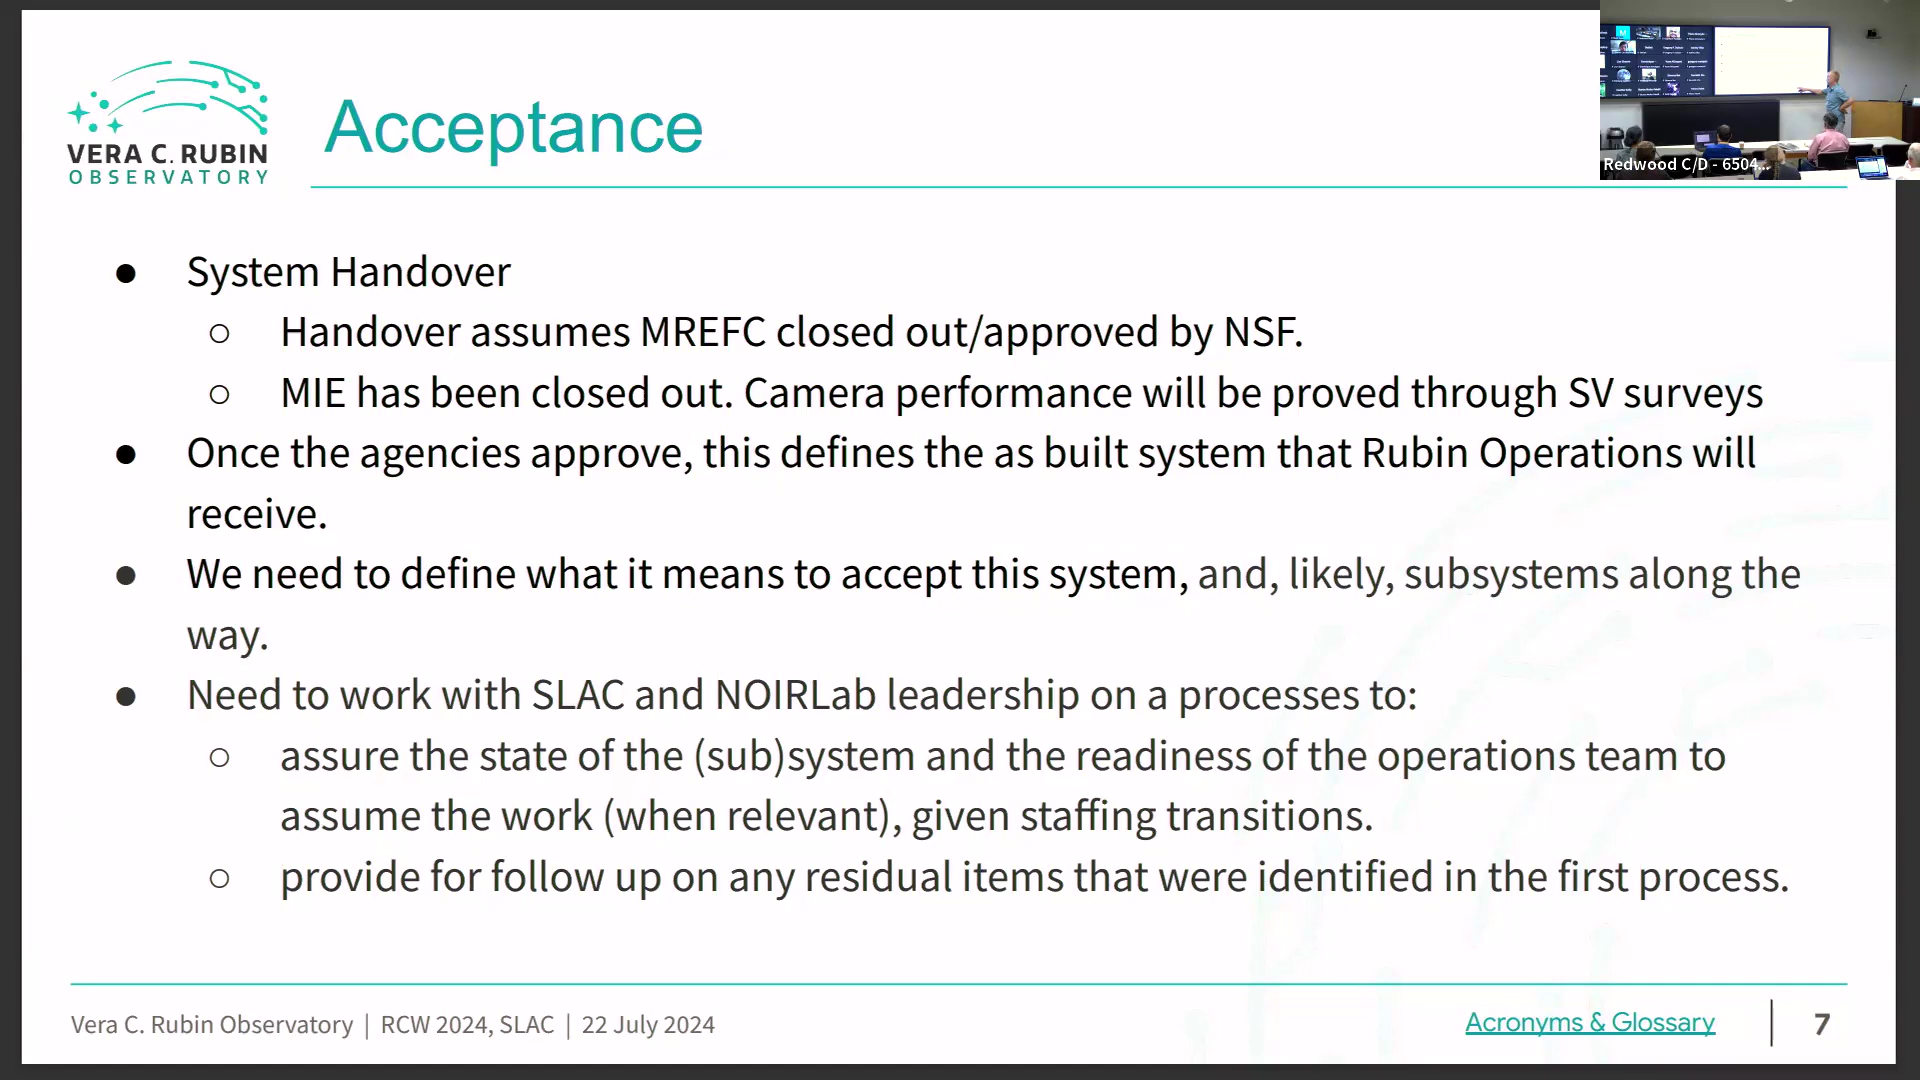 VERA C. RUBIN
OBSERVATORY
Acceptance
Redwood C/D - 6504...
● System Handover
○ Handover assumes MREFC closed out/approved by NSF.
○ MIE has been closed out. Camera performance will be proved through SV surveys
● Once the agencies approve, this defines the as built system that Rubin Operations will
receive.
● We need to define what it means to accept this system, and, likely, subsystems along the
way.
● Need to work with SLAC and NOIRLab leadership on a processes to:
○ assure the state of the (sub)system and the readiness of the operations team to
assume the work (when relevant), given staffing transitions.
○ provide for follow up on any residual items that were identified in the first process.
Vera C. Rubin Observatory | RCW 2024, SLAC | 22 July 2024
Acronyms & Glossary
7